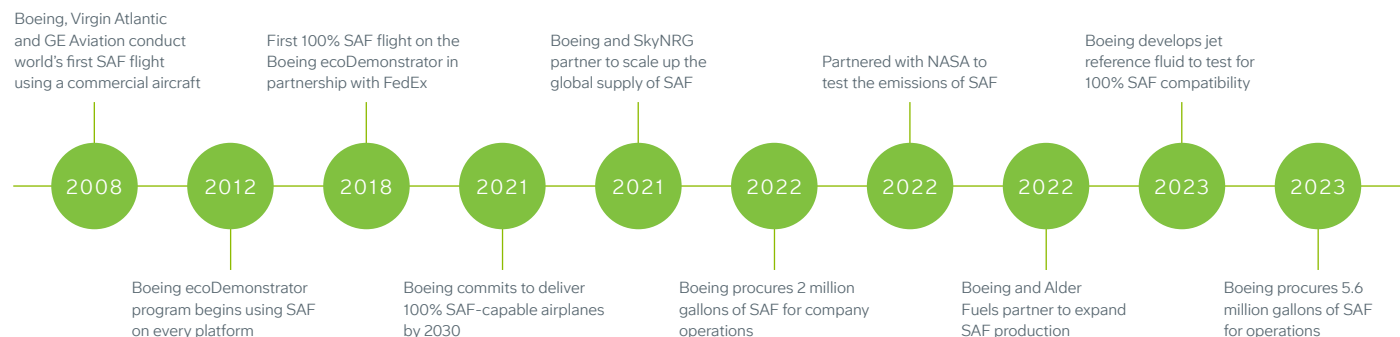 Boeing, Virgin Atlantic
and GE Aviation conduct
world's first SAF flight
using a commercial aircraft
First 100% SAF flight on the
Boeing ecoDemonstrator in
partnership with FedEx
Boeing and SkyNRG
partner to scale up the
global supply of SAF
Partnered with NASA to
test the emissions of SAF
Boeing develops jet
reference fluid to test for
100% SAF compatibility
2008
2012
2018
2021
2021
2022
2022
2022
2023
2023
Boeing ecoDemonstrator
program begins using SAF
on every platform
Boeing commits to deliver
100% SAF-capable airplanes
by 2030
Boeing procures 2 million
gallons of SAF for company
operations
Boeing and Alder
Fuels partner to expand
SAF production
Boeing procures 5.6
million gallons of SAF
for operations